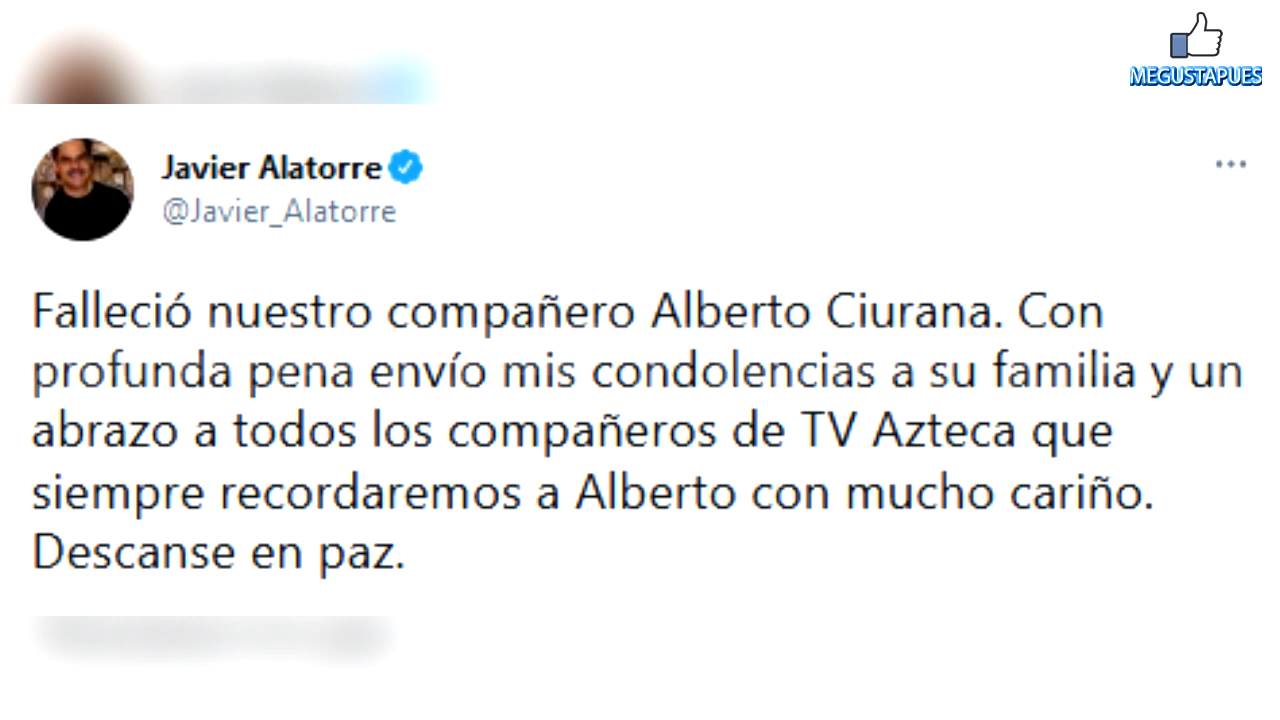 MEGUSTAPUES
Javier Alatorre
@Javier_Alatorre
Falleció nuestro compañero Alberto Ciurana. Con
profunda pena envío mis condolencias a su familia y un
abrazo a todos los compañeros de TV Azteca que
siempre recordaremos a Alberto con mucho cariño.
Descanse en paz.